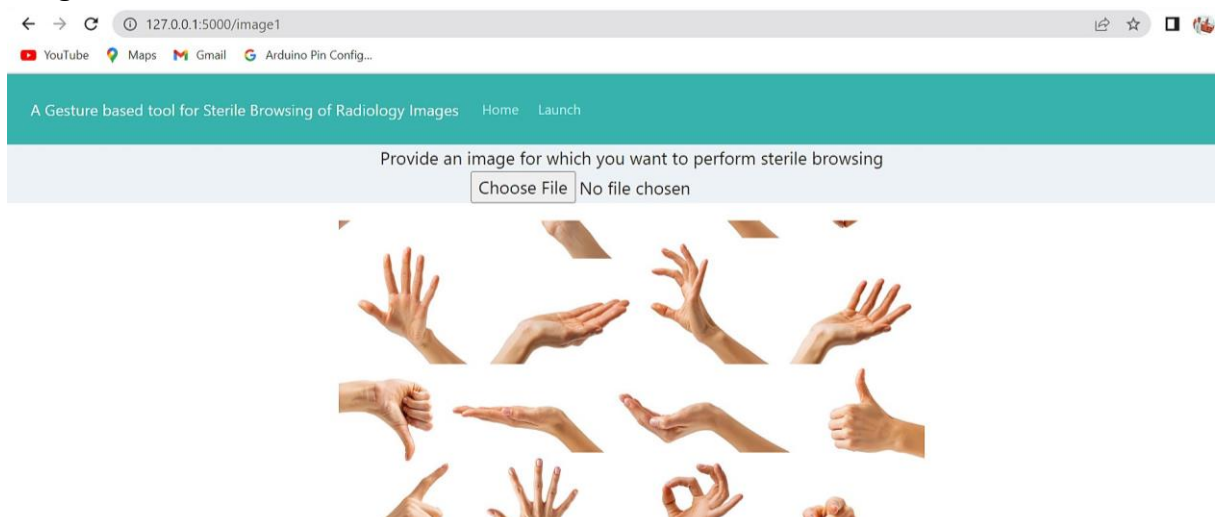 127.0.0.1:5000/image1
YouTube Maps Gmail G Arduino Pin Config...
A Gesture based tool for Sterile Browsing of Radiology Images Home Launch
Provide an image for which you want to perform sterile browsing
Choose File No file chosen